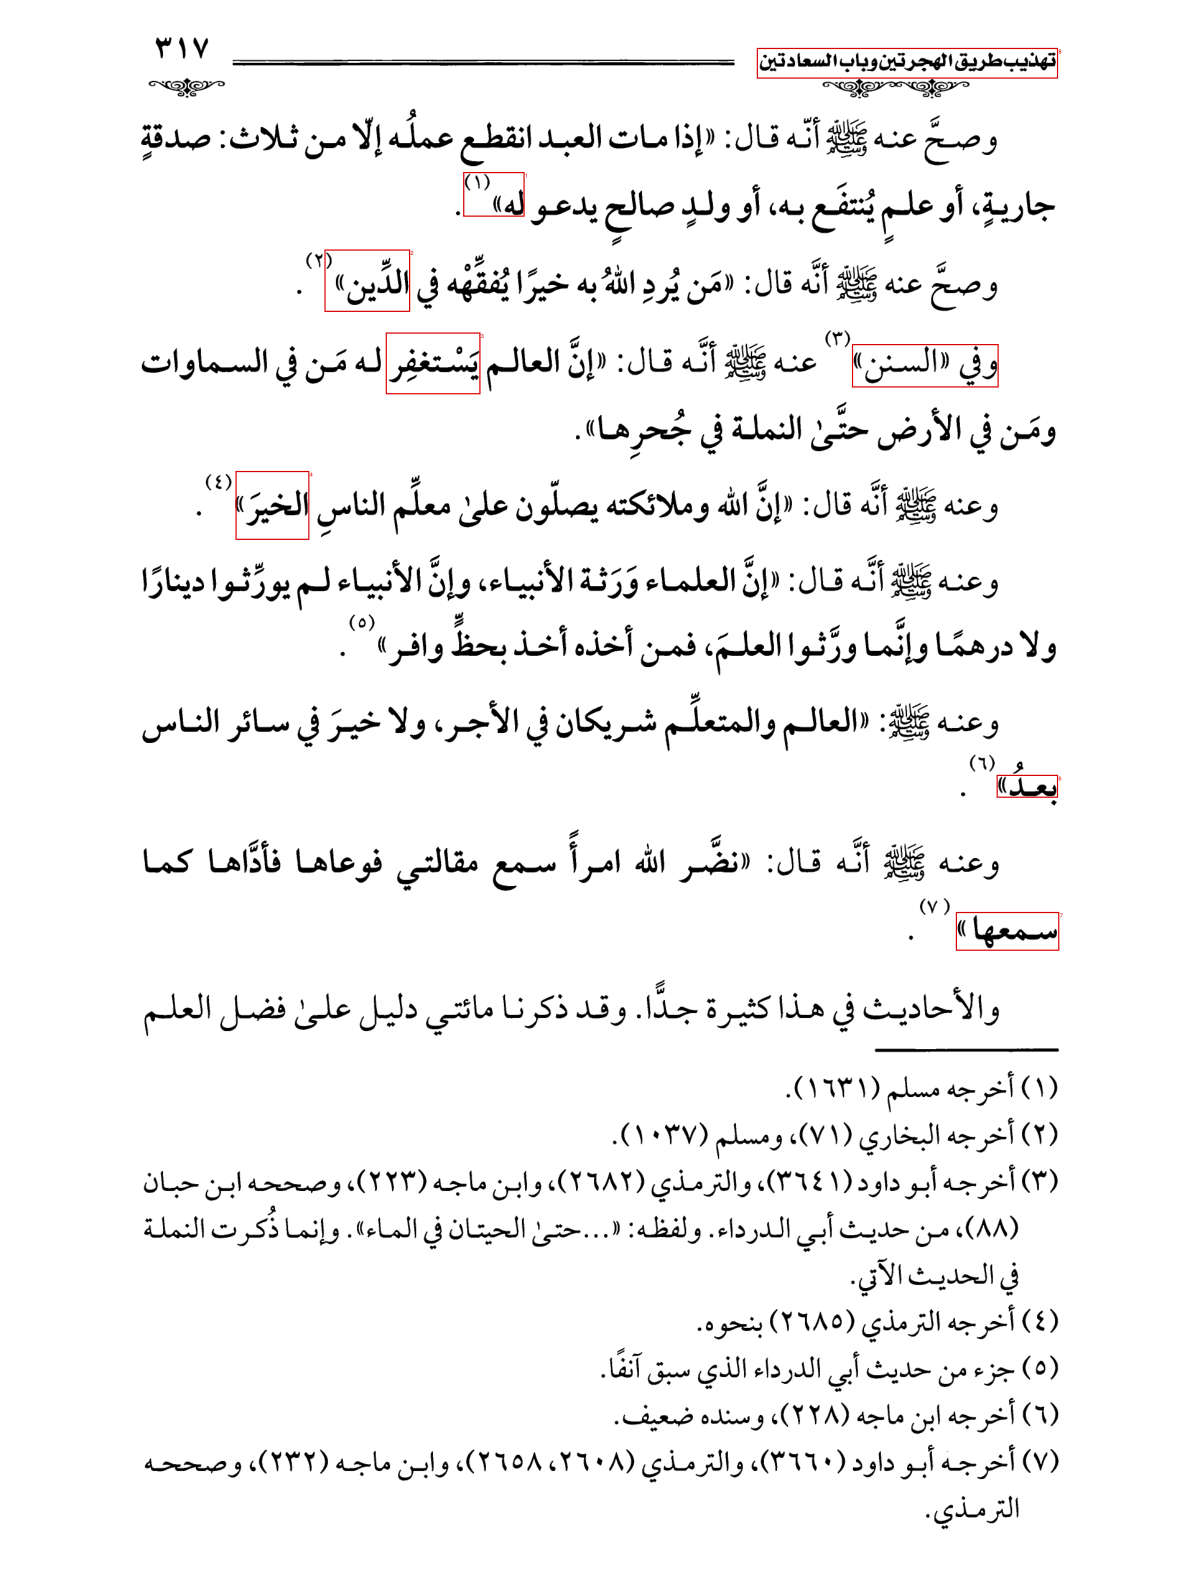 تهذيب طريق الهجرتين وباب السعادتين ٣١٧
وصحَّ عنه ﷺ أنّه قال: «إذا مات العبد انقطع عملُه إلّا من ثلاث: صدقةٍ
جاريةٍ، أو علمٍ يُنتفَع به، أو ولدٍ صالحٍ يدعو له»(١).
وصحَّ عنه ﷺ أنَّه قال: «مَن يُرِدِ اللهُ به خيرًا يُفقِّهْه في الدِّين»(٢).
وفي «السنن»(٣) عنه ﷺ أنَّه قال: «إنَّ العالم يَسْتغفِر له مَن في السماوات
ومَن في الأرض حتَّىٰ النملة في جُحرِها».
وعنه ﷺ أنَّه قال: «إنَّ الله وملائكته يصلّون علىٰ معلِّم الناسِ الخيرَ»(٤).
وعنه ﷺ أنَّه قال: «إنَّ العلماء وَرَثة الأنبياء، وإنَّ الأنبياء لم يورِّثوا دينارًا
ولا درهمًا وإنَّما ورَّثوا العلمَ، فمن أخذه أخذ بحظٍّ وافر»(٥).
وعنه ﷺ: «العالم والمتعلِّم شريكان في الأجر، ولا خيرَ في سائر الناس
بعدُ»(٦).
وعنه ﷺ أنَّه قال: «نضَّر الله امرأً سمع مقالتي فوعاها فأدَّاها كما
سمعها»(٧).
والأحاديث في هذا كثيرة جدًّا. وقد ذكرنا مائتي دليل علىٰ فضل العلم
(١) أخرجه مسلم (١٦٣١).
(٢) أخرجه البخاري (٧١)، ومسلم (١٠٣٧).
(٣) أخرجه أبو داود (٣٦٤١)، والترمذي (٢٦٨٢)، وابن ماجه (٢٢٣)، وصححه ابن حبان
(٨٨)، من حديث أبي الدرداء. ولفظه: «...حتىٰ الحيتان في الماء». وإنما ذُكرت النملة
في الحديث الآتي.
(٤) أخرجه الترمذي (٢٦٨٥) بنحوه.
(٥) جزء من حديث أبي الدرداء الذي سبق آنفًا.
(٦) أخرجه ابن ماجه (٢٢٨)، وسنده ضعيف.
(٧) أخرجه أبو داود (٣٦٦٠)، والترمذي (٢٦٠٨، ٢٦٥٨)، وابن ماجه (٢٣٢)، وصححه
الترمذي.